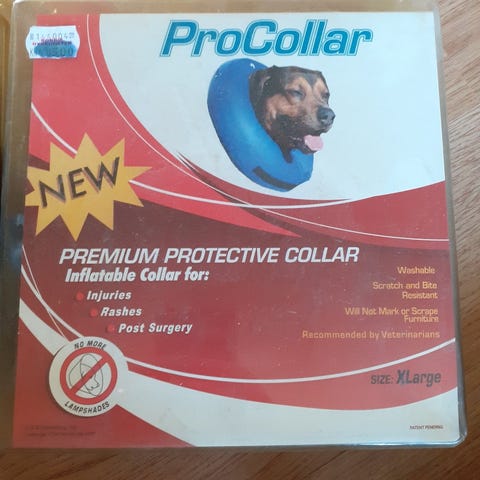 ProCollar
NEW
PREMIUM PROTECTIVE COLLAR
Inflatable Collar for:
Injuries
Rashes
Post Surgery
Washable
Scratch and Bite
Resistant
Will Not Mark or Scrape
Furniture
Recommended by Veterinarians
NO MORE
LAMPSHADES
SIZE: XLarge
PATENT PENDING